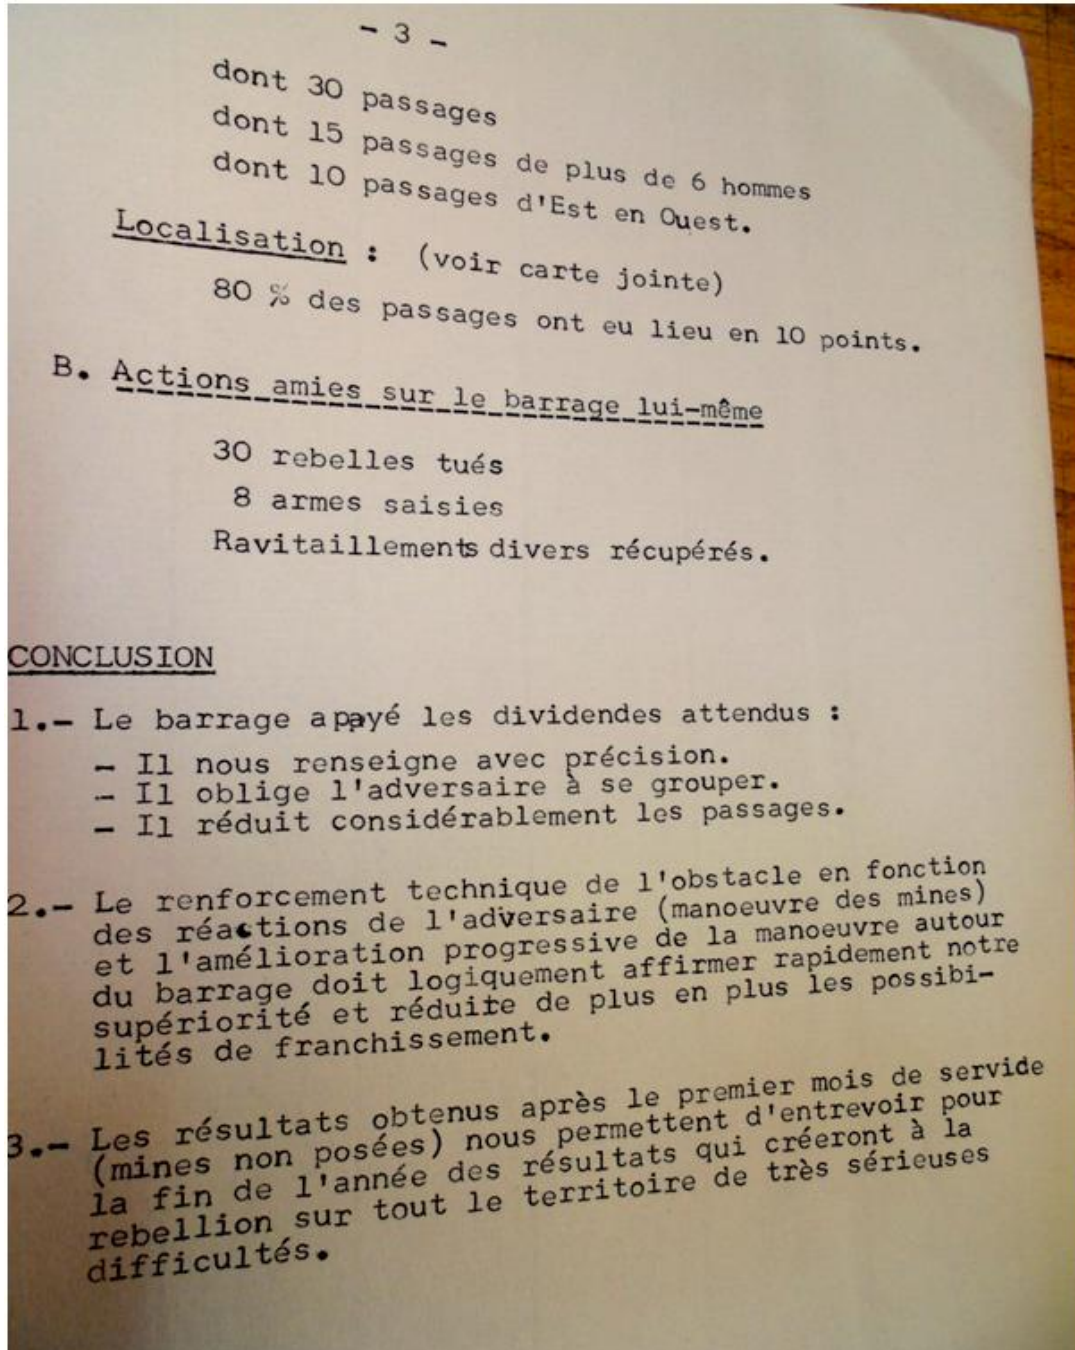 - 3 -
dont 30 passages
dont 15 passages de plus de 6 hommes
dont 10 passages d'Est en Ouest.
Localisation : (voir carte jointe)
80 % des passages ont eu lieu en 10 points.
B. Actions amies sur le barrage lui-même
30 rebelles tués
8 armes saisies
Ravitaillements divers récupérés.
CONCLUSION
1.- Le barrage a payé les dividendes attendus :
- Il nous renseigne avec précision.
- Il oblige l'adversaire à se grouper.
- Il réduit considérablement les passages.
2.- Le renforcement technique de l'obstacle en fonction
des réactions de l'adversaire (manoeuvre des mines)
et l'amélioration progressive de la manoeuvre autour
du barrage doit logiquement affirmer rapidement notre
supériorité et réduite de plus en plus les possibi-
lités de franchissement.
3.- Les résultats obtenus après le premier mois de servide
(mines non posées) nous permettent d'entrevoir pour
la fin de l'année des résultats qui créeront à la
rebellion sur tout le territoire de très sérieuses
difficultés.